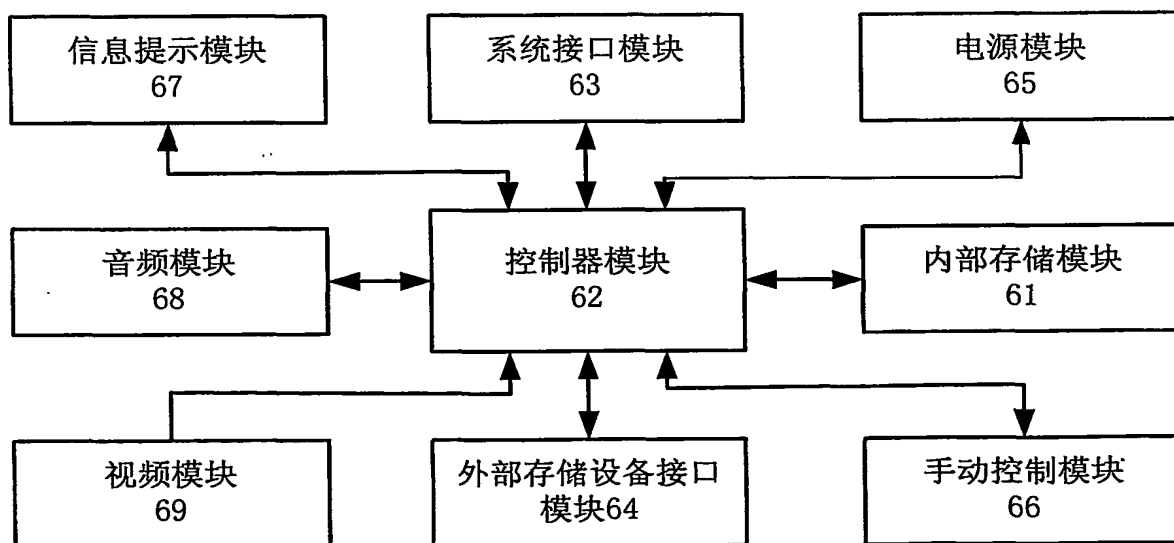 信息提示模块
67
系统接口模块
63
电源模块
65
音频模块
68
控制器模块
62
内部存储模块
61
视频模块
69
外部存储设备接口
模块64
手动控制模块
66